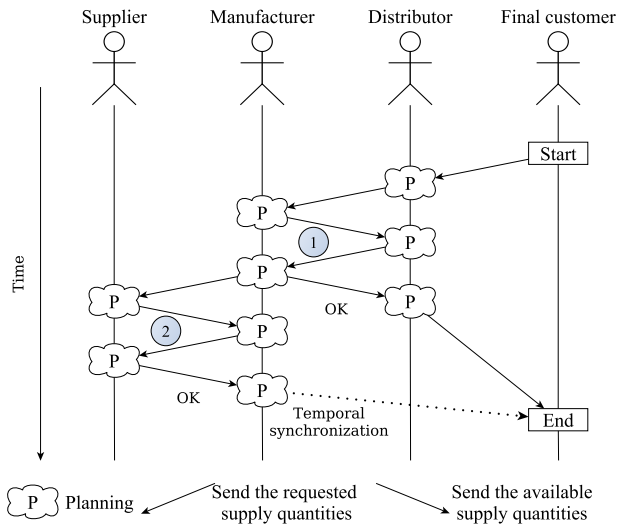 Supplier
Manufacturer
Distributor
Final customer
Start
P
P
P
1
P
P
Time
P
P
P
OK
2
P
P
OK
P
Temporal
synchronization
End
P
Planning
Send the requested
supply quantities
Send the available
supply quantities